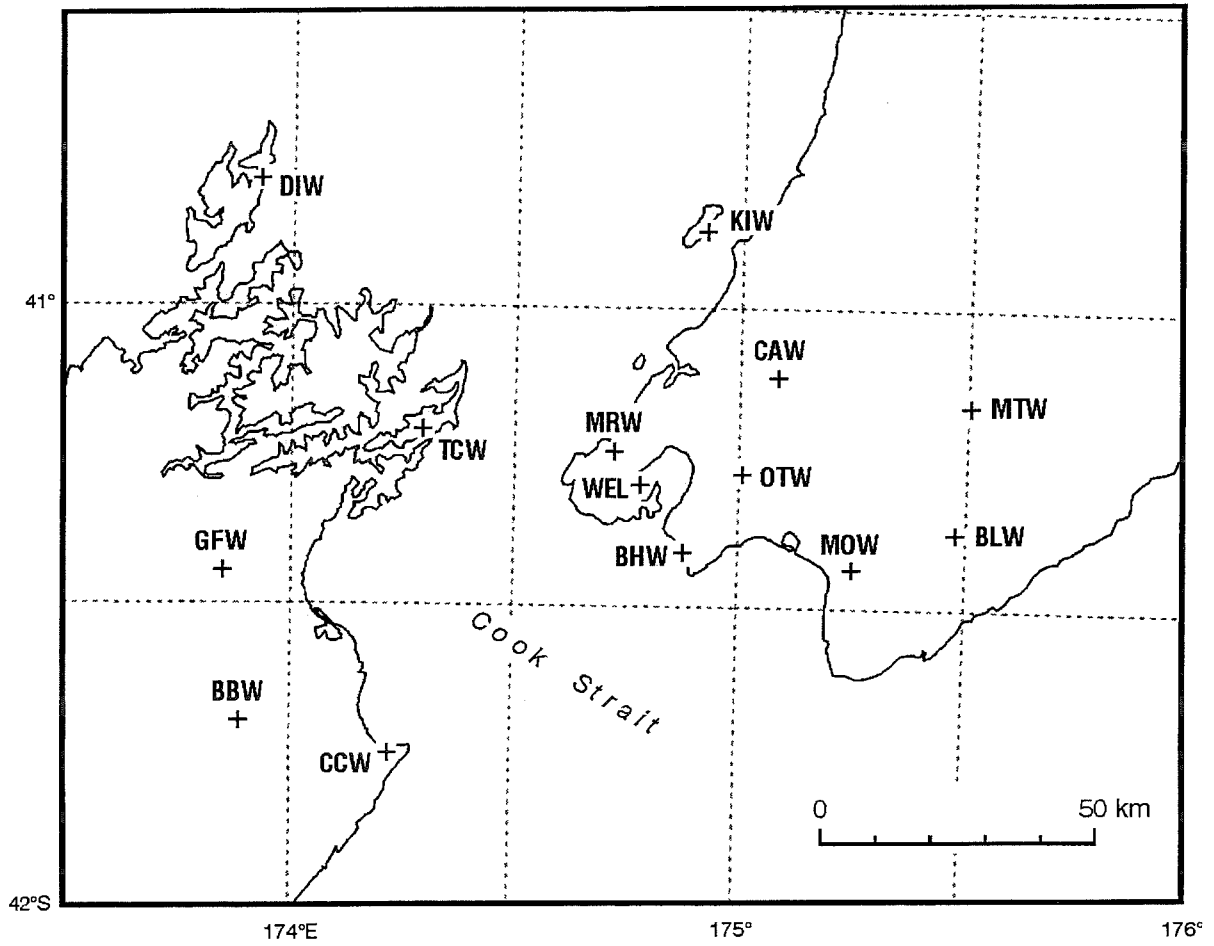 DIW
KIW
41°
CAW
MTW
MRW
TCW
OTW
WEL
GFW
BHW
MOW
BLW
Cook Strait
BBW
CCW
0 50 km
42°S
174°E 175° 176°